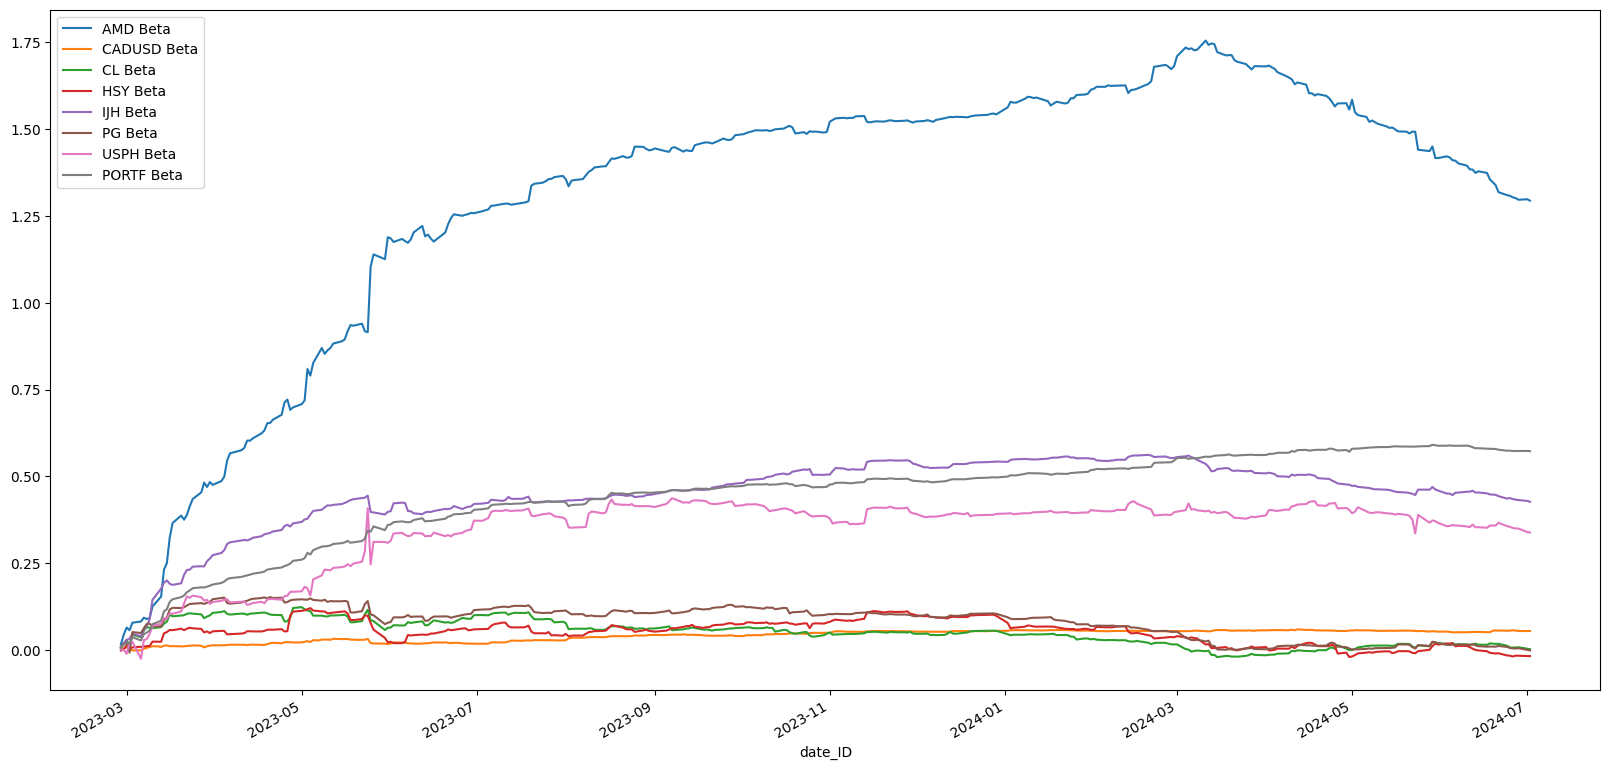 AMD Beta
CADUSD Beta
CL Beta
HSY Beta
IJH Beta
PG Beta
USPH Beta
PORTF Beta
1.75
1.50
1.25
1.00
0.75
0.50
0.25
0.00
2023-03
2023-05
2023-07
2023-09
2023-11
2024-01
2024-03
2024-05
2024-07
date_ID